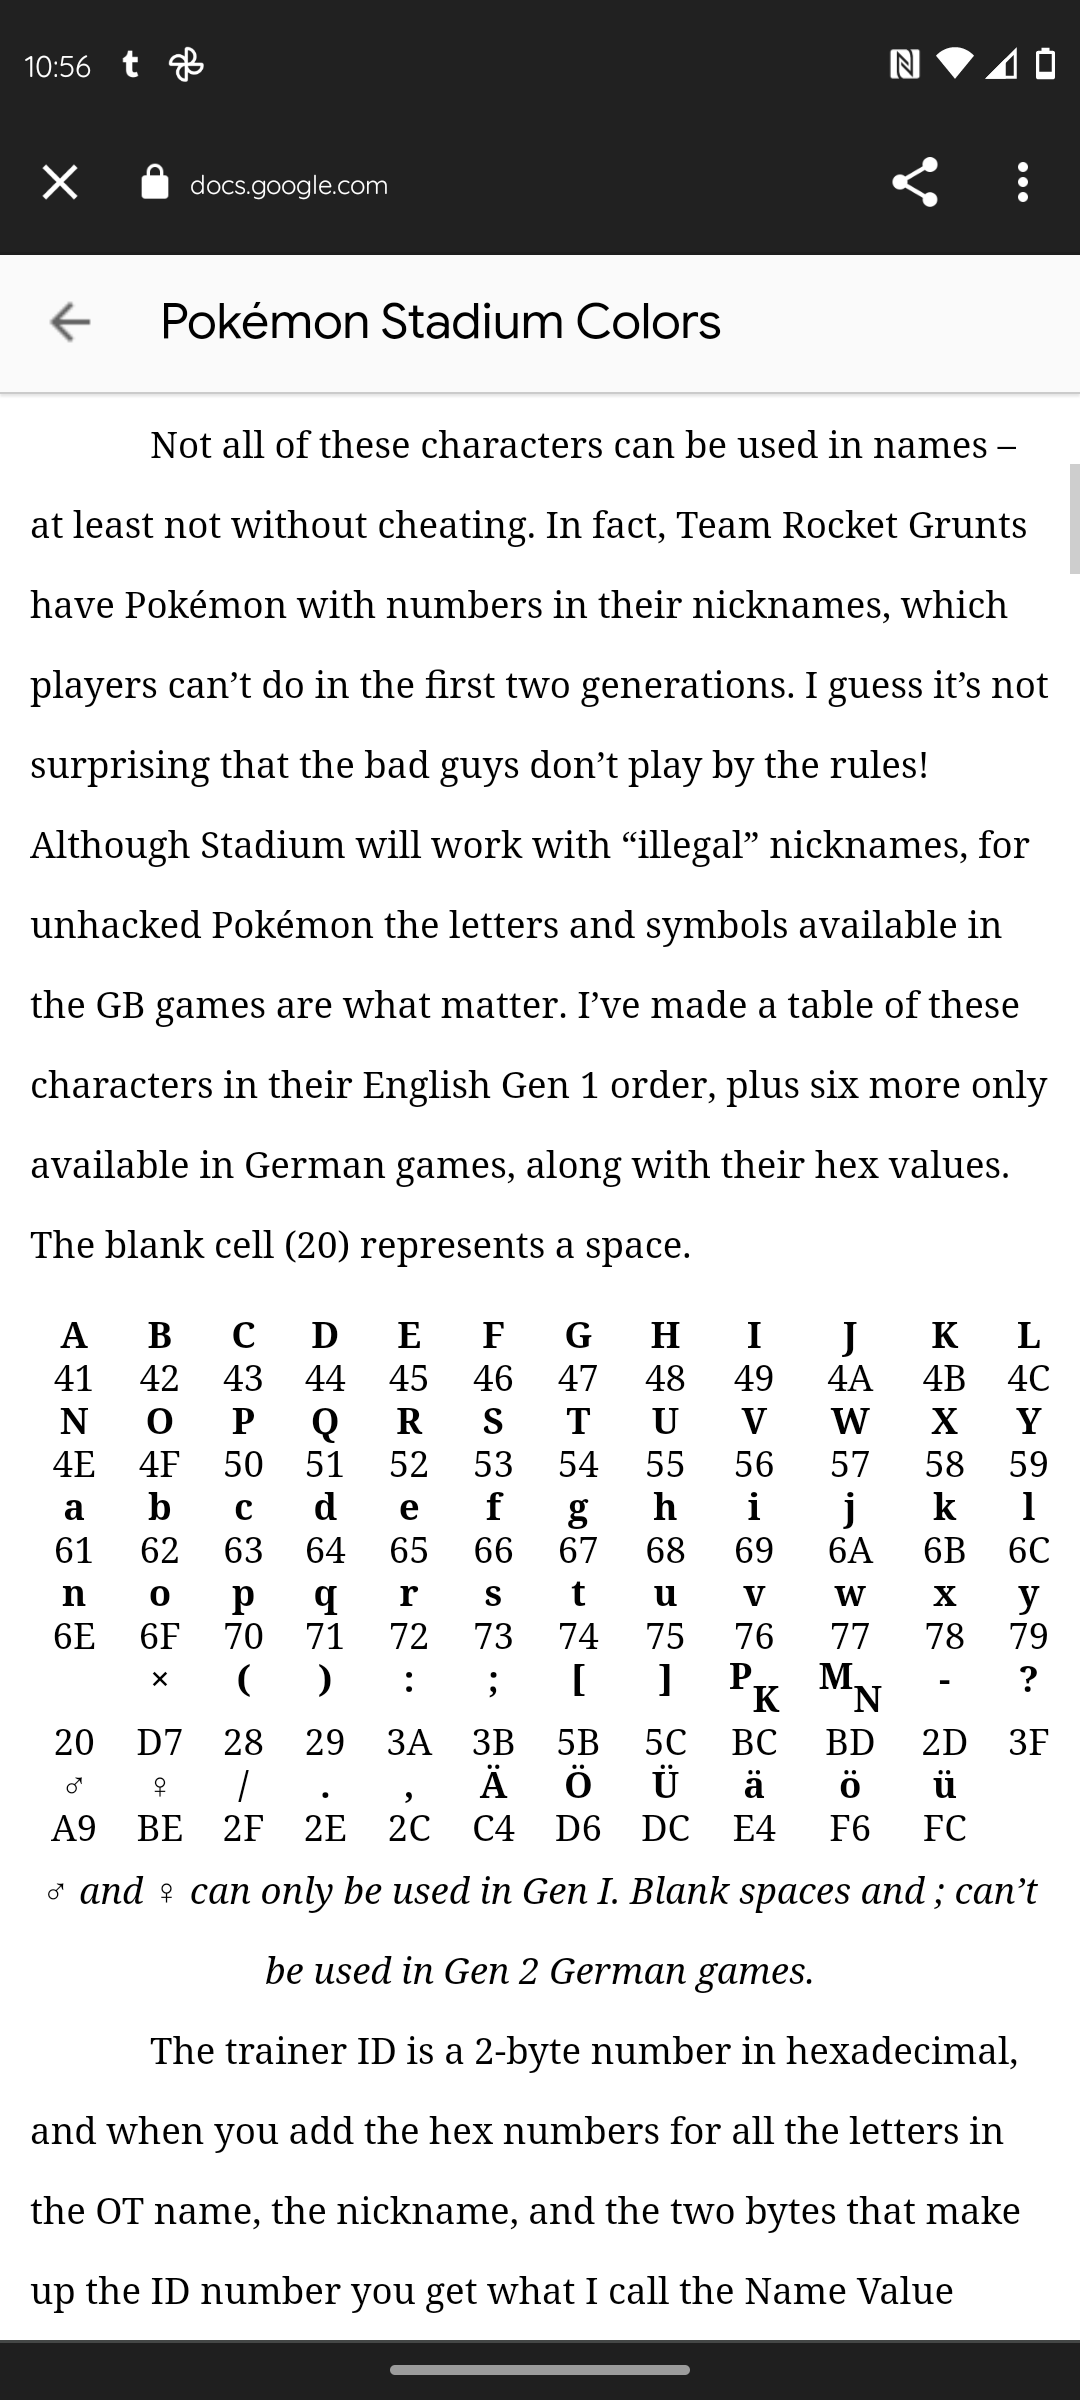 10:56 t
docs.google.com
Pokémon Stadium Colors
Not all of these characters can be used in names –
at least not without cheating. In fact, Team Rocket Grunts
have Pokémon with numbers in their nicknames, which
players can’t do in the first two generations. I guess it’s not
surprising that the bad guys don’t play by the rules!
Although Stadium will work with “illegal” nicknames, for
unhacked Pokémon the letters and symbols available in
the GB games are what matter. I’ve made a table of these
characters in their English Gen 1 order, plus six more only
available in German games, along with their hex values.
The blank cell (20) represents a space.
A B C D E F G H I J K L
41 42 43 44 45 46 47 48 49 4A 4B 4C
N O P Q R S T U V W X Y
4E 4F 50 51 52 53 54 55 56 57 58 59
a b c d e f g h i j k l
61 62 63 64 65 66 67 68 69 6A 6B 6C
n o p q r s t u v w x y
6E 6F 70 71 72 73 74 75 76 77 78 79
× ( ) : ; [ ] PK MN - ?
20 D7 28 29 3A 3B 5B 5C BC BD 2D 3F
♂ ♀ / . , Ä Ö Ü ä ö ü
A9 BE 2F 2E 2C C4 D6 DC E4 F6 FC
♂ and ♀ can only be used in Gen I. Blank spaces and ; can’t
be used in Gen 2 German games.
The trainer ID is a 2-byte number in hexadecimal,
and when you add the hex numbers for all the letters in
the OT name, the nickname, and the two bytes that make
up the ID number you get what I call the Name Value